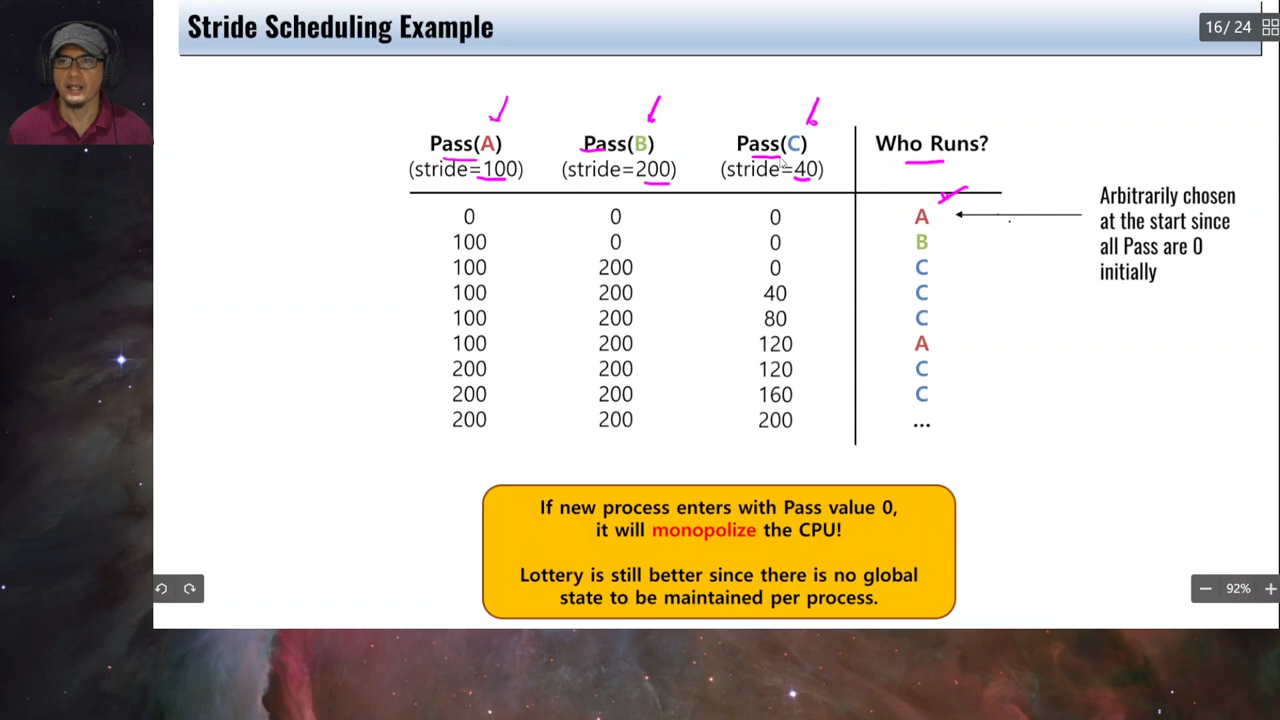 Stride Scheduling Example
16/ 24
Pass(A) Pass(B) Pass(C) Who Runs?
(stride=100) (stride=200) (stride=40)
0 0 0 A
100 0 0 B
100 200 0 C
100 200 40 C
100 200 80 C
100 200 120 A
200 200 120 C
200 200 160 C
200 200 200 ...
Arbitrarily chosen
at the start since
all Pass are 0
initially
If new process enters with Pass value 0,
it will monopolize the CPU!
Lottery is still better since there is no global
state to be maintained per process.
92%